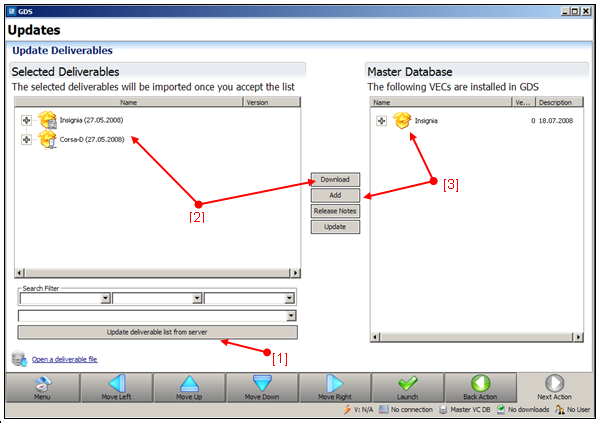 GDS
Updates
Update Deliverables
Selected Deliverables
The selected deliverables will be imported once you accept the list
Name Version
Insignia (27.05.2008)
Corsa-D (27.05.2008)
Master Database
The following VECs are installed in GDS
Name Ve... Description
Insignia 0 18.07.2008
Download
Add
Release Notes
Update
[2]
[3]
Search Filter
Update deliverable list from server
[1]
Open a deliverable file
Menu Move Left Move Up Move Down Move Right Launch Back Action Next Action
V: N/A No connection Master VC DB No downloads No User